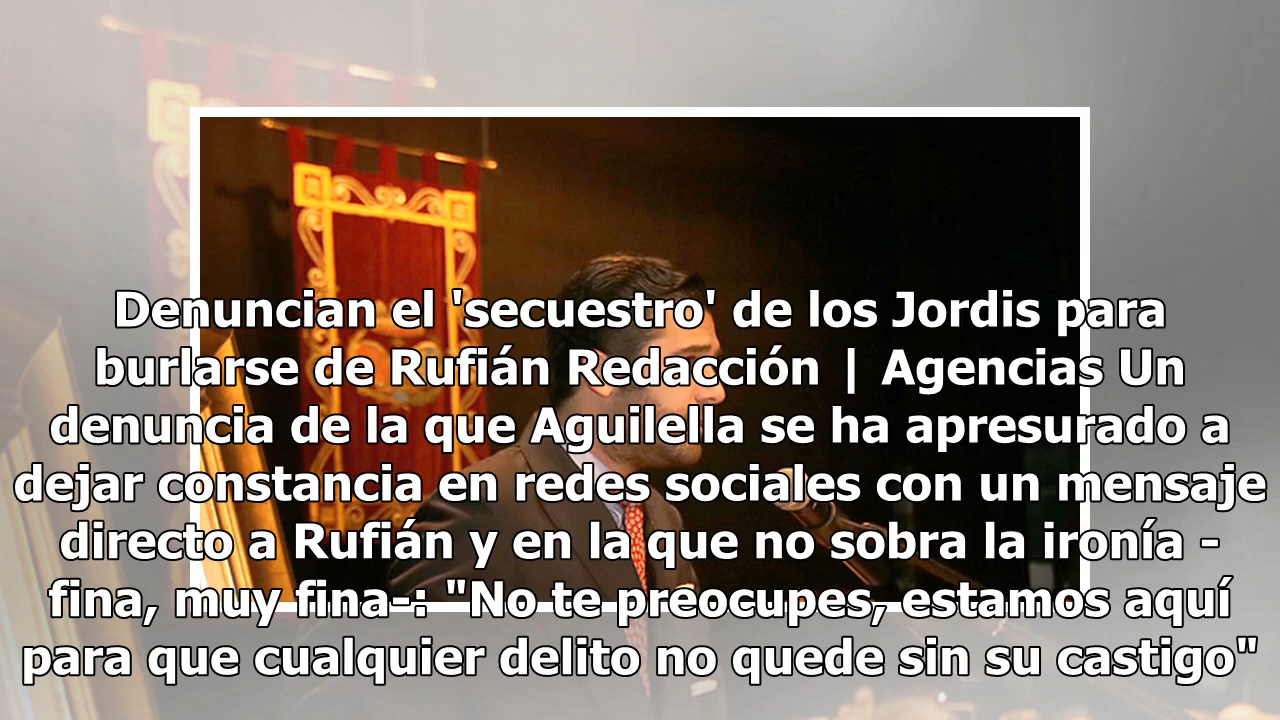 Denuncian el 'secuestro' de los Jordis para
burlarse de Rufián Redacción | Agencias Un
denuncia de la que Aguilella se ha apresurado a
dejar constancia en redes sociales con un mensaje
directo a Rufián y en la que no sobra la ironía -
fina, muy fina-: "No te preocupes, estamos aquí
para que cualquier delito no quede sin su castigo"